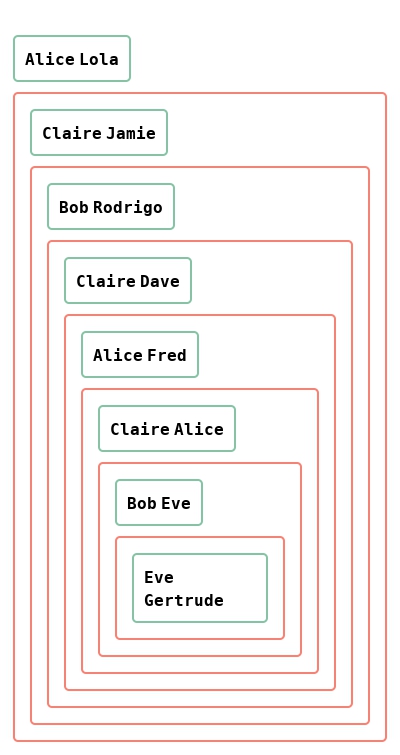 Alice Lola
Claire Jamie
Bob Rodrigo
Claire Dave
Alice Fred
Claire Alice
Bob Eve
Eve
Gertrude